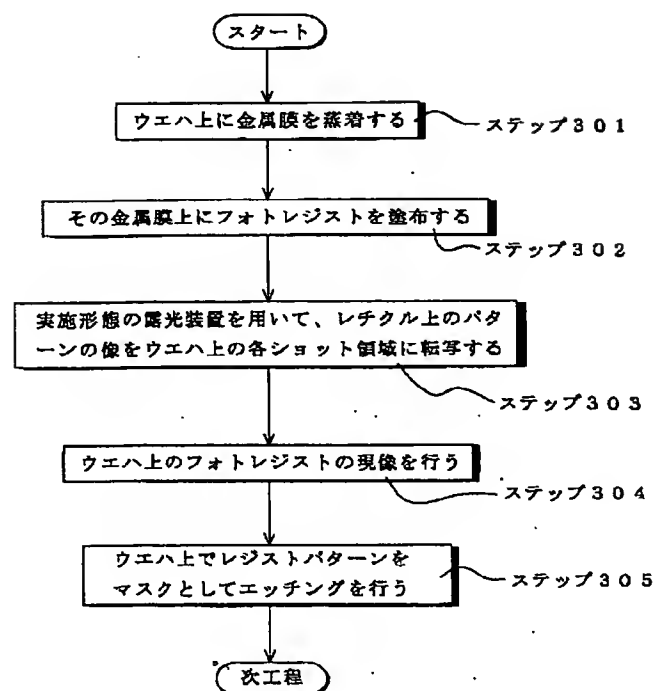 スタート
ウエハ上に金属膜を蒸着する
ステップ301
その金属膜上にフォトレジストを塗布する
ステップ302
実施形態の露光装置を用いて、レチクル上のパタ
ーンの像をウエハ上の各ショット領域に転写する
ステップ303
ウエハ上のフォトレジストの現像を行う
ステップ304
ウエハ上でレジストパターンを
マスクとしてエッチングを行う
ステップ305
次工程